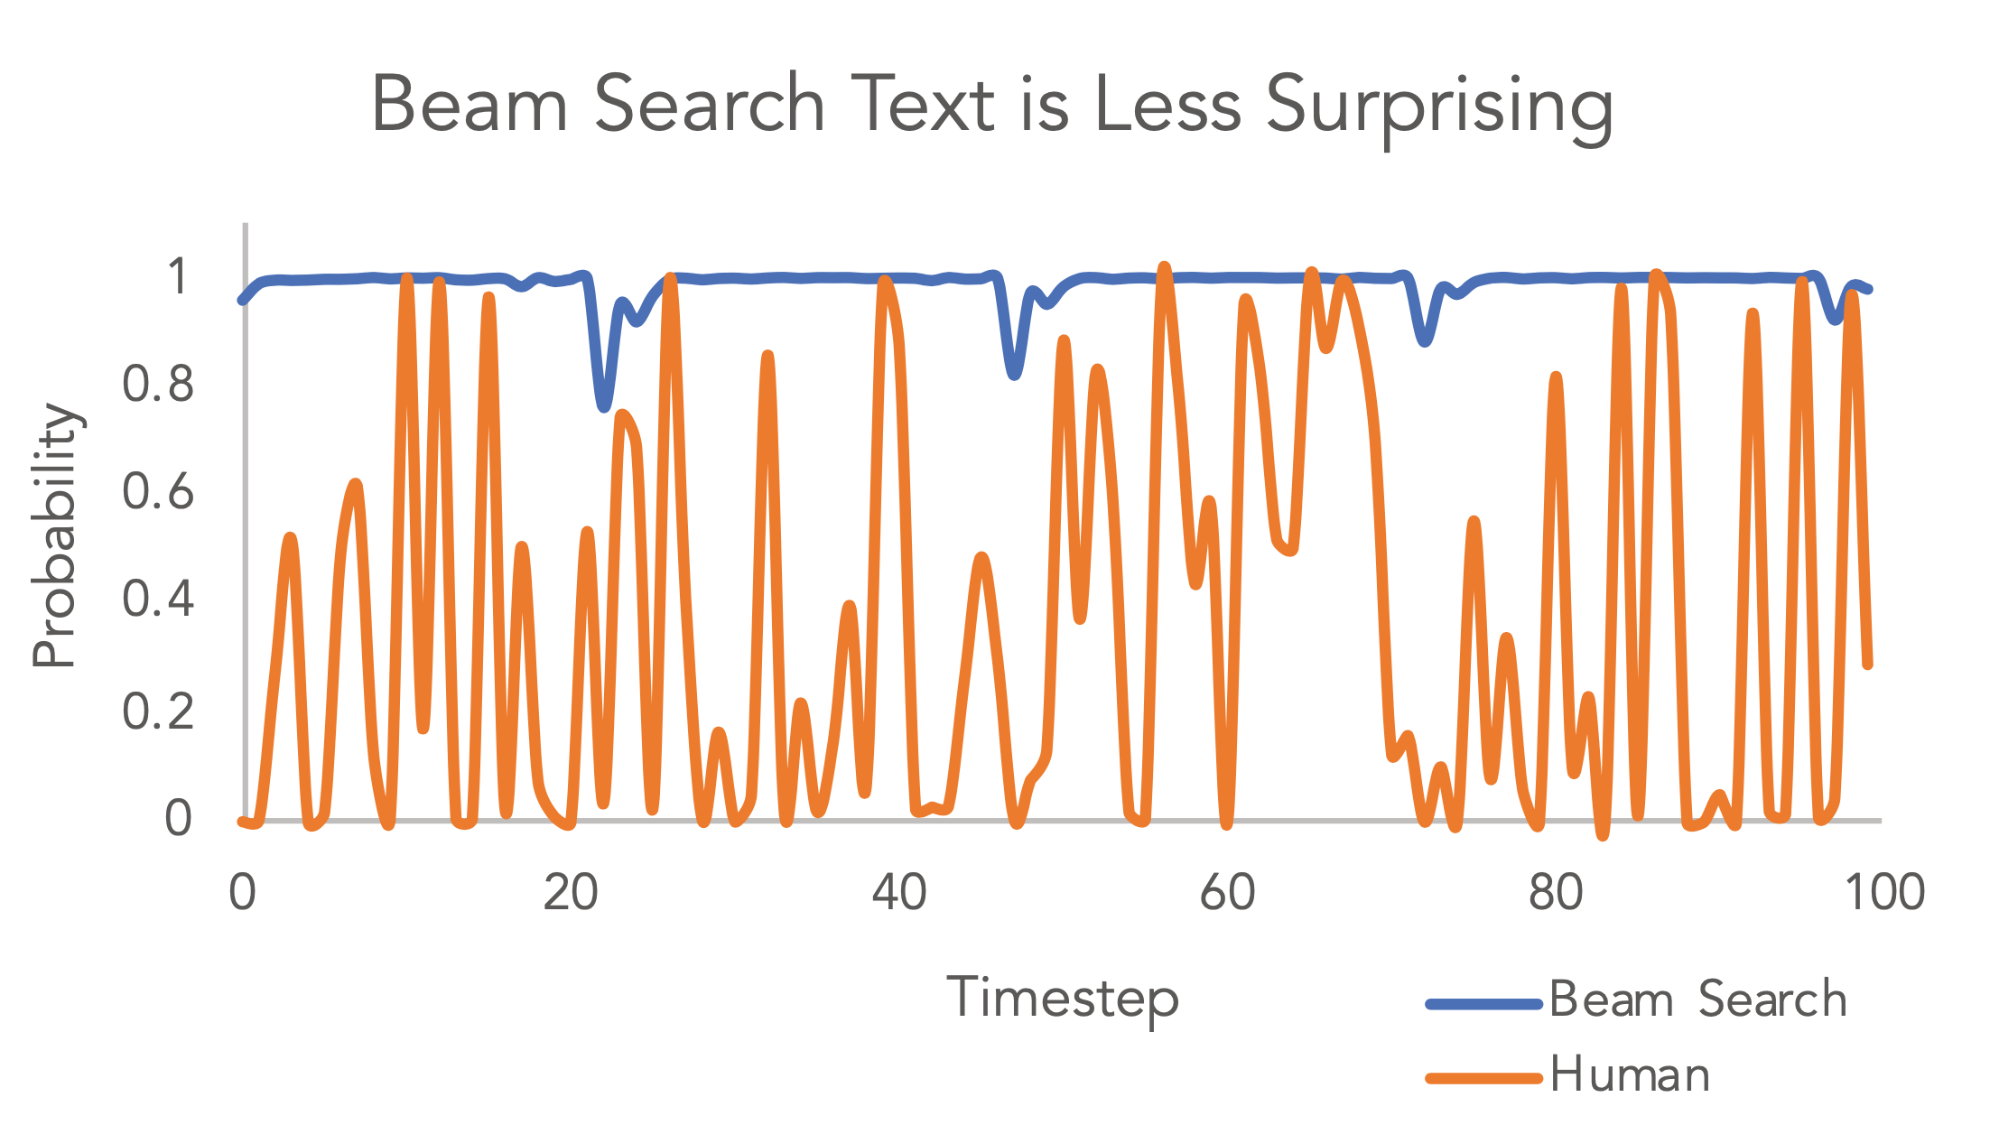 Beam Search Text is Less Surprising
Probability
1
0.8
0.6
0.4
0.2
0
0 20 40 60 80 100
Timestep
Beam Search
Human